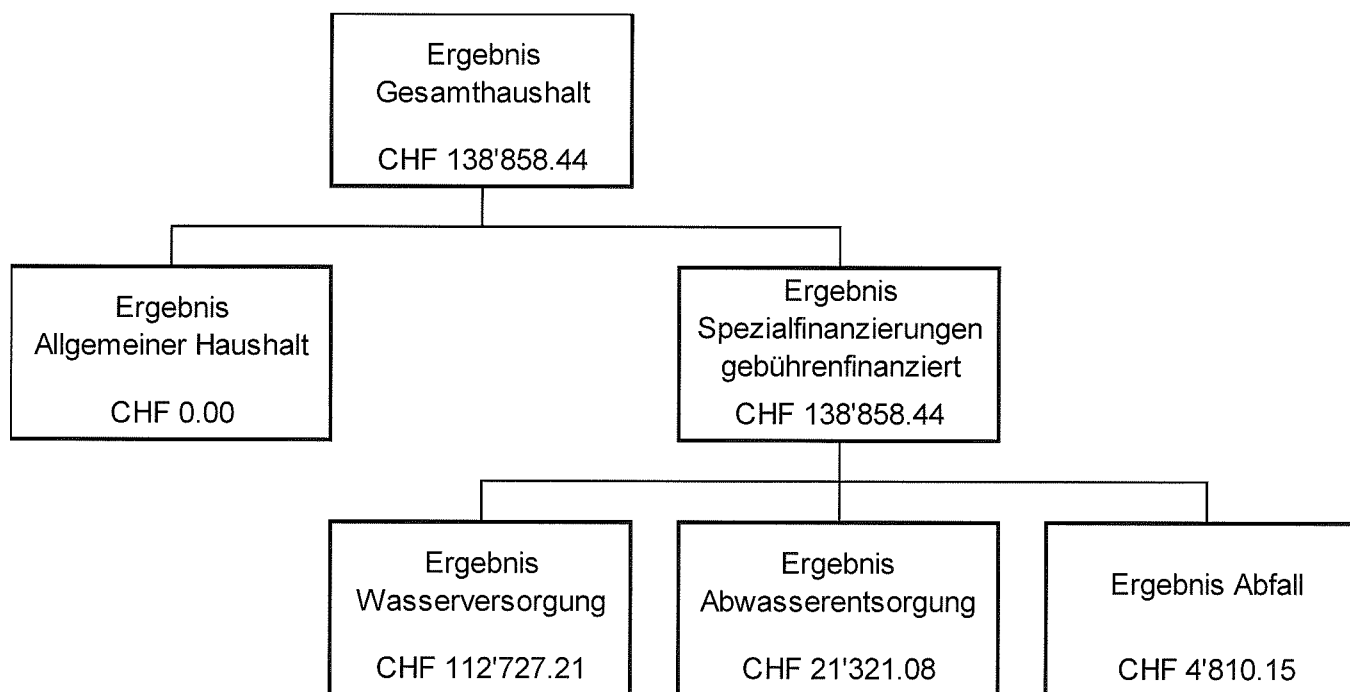 Ergebnis
Gesamthaushalt
CHF 138'858.44
Ergebnis
Allgemeiner Haushalt
CHF 0.00
Ergebnis
Spezialfinanzierungen
gebührenfinanziert
CHF 138'858.44
Ergebnis
Wasserversorgung
CHF 112'727.21
Ergebnis
Abwasserentsorgung
CHF 21'321.08
Ergebnis Abfall
CHF 4'810.15